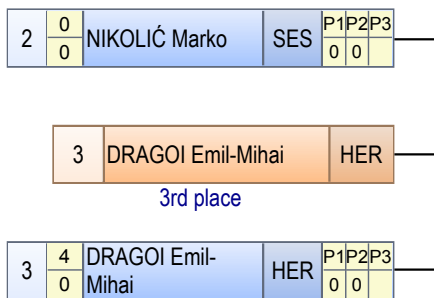 2 0 0 NIKOLIĆ Marko SES P1 P2 P3 0 0
3 DRAGOI Emil-Mihai HER
3rd place
3 4 0 DRAGOI Emil-
Mihai HER P1 P2 P3 0 0